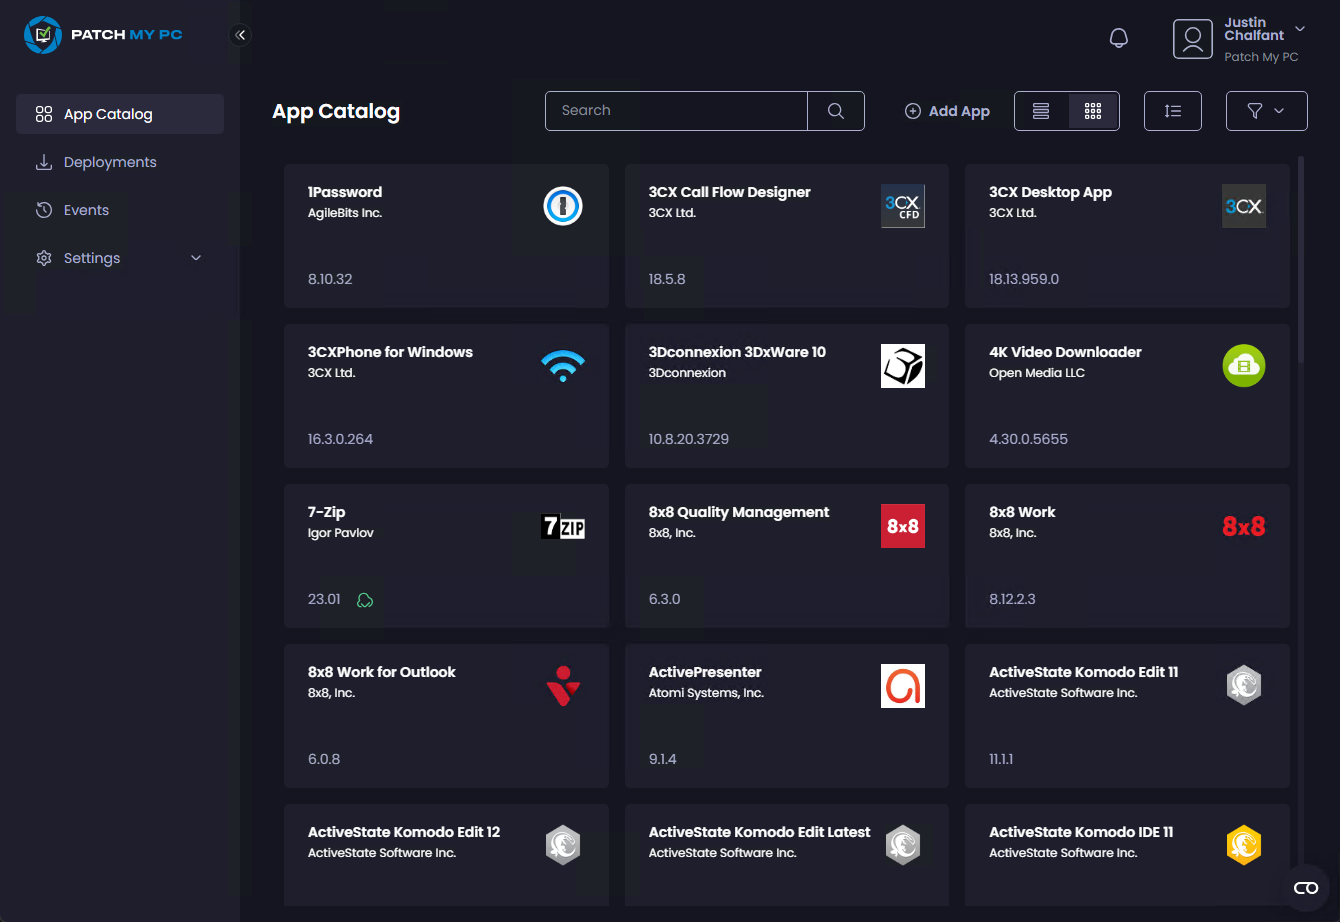 PATCH MY PC
Justin
Chalfant
Patch My PC
App Catalog
Deployments
Events
Settings
App Catalog
Search
Add App
1Password
AgileBits Inc.
8.10.32
3CX Call Flow Designer
3CX Ltd.
3CX
CFD
18.5.8
3CX Desktop App
3CX Ltd.
3CX
18.13.959.0
3CXPhone for Windows
3CX Ltd.
16.3.0.264
3Dconnexion 3DxWare 10
3Dconnexion
10.8.20.3729
4K Video Downloader
Open Media LLC
4.30.0.5655
7-Zip
Igor Pavlov
7ZIP
23.01
8x8 Quality Management
8x8, Inc.
8x8
6.3.0
8x8 Work
8x8, Inc.
8x8
8.12.2.3
8x8 Work for Outlook
8x8, Inc.
6.0.8
ActivePresenter
Atomi Systems, Inc.
9.1.4
ActiveState Komodo Edit 11
ActiveState Software Inc.
11.1.1
ActiveState Komodo Edit 12
ActiveState Software Inc.
ActiveState Komodo Edit Latest
ActiveState Software Inc.
ActiveState Komodo IDE 11
ActiveState Software Inc.